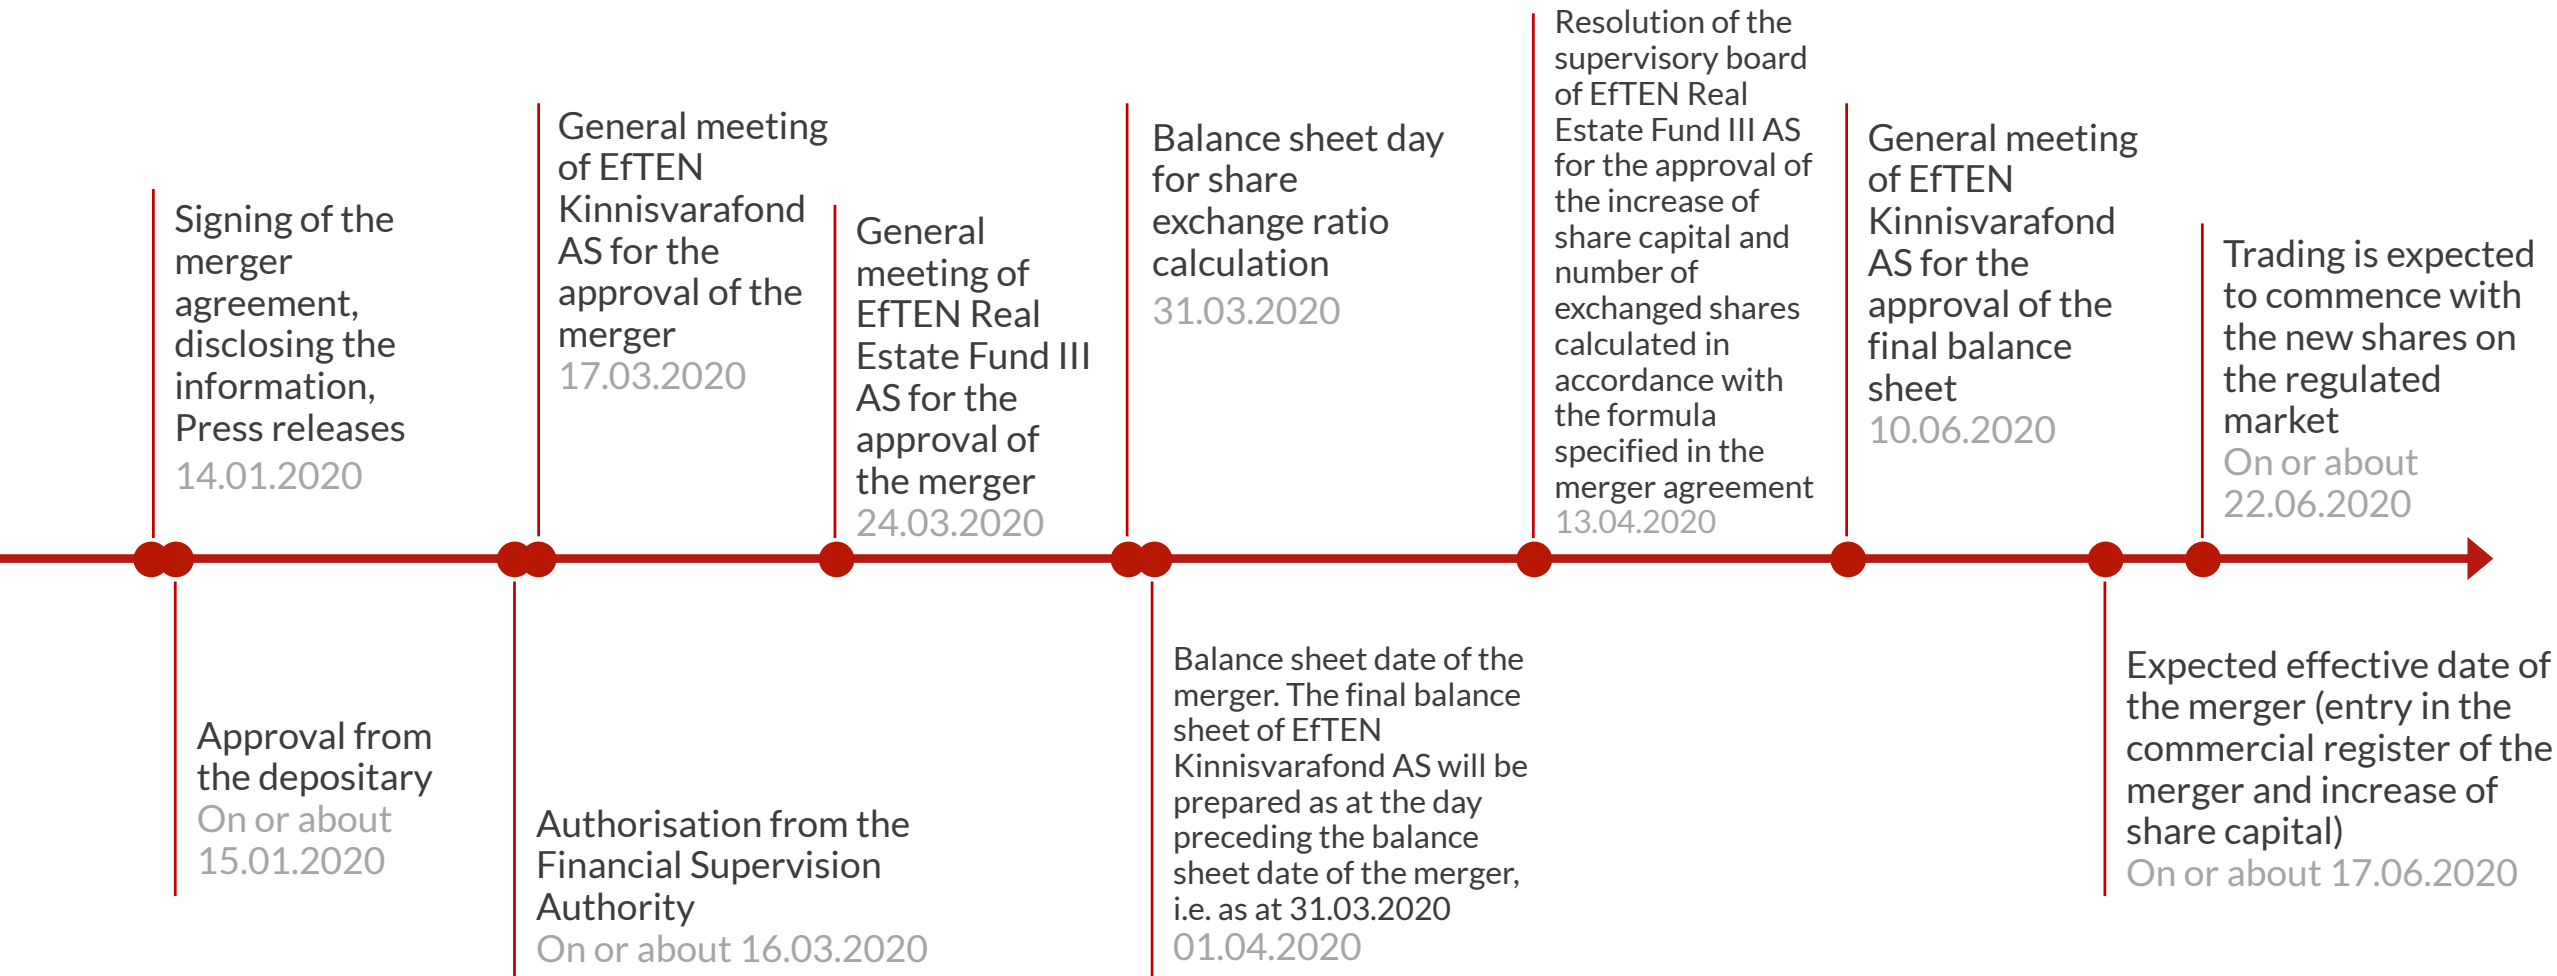 Signing of the
merger
agreement,
disclosing the
information,
Press releases
14.01.2020
Approval from
the depositary
On or about
15.01.2020
Authorisation from the
Financial Supervision
Authority
On or about 16.03.2020
General meeting
of EfTEN
Kinnisvarafond
AS for the
approval of the
merger
17.03.2020
General
meeting of
EfTEN Real
Estate Fund III
AS for the
approval of
the merger
24.03.2020
Balance sheet day
for share
exchange ratio
calculation
31.03.2020
Balance sheet date of the
merger. The final balance
sheet of EfTEN
Kinnisvarafond AS will be
prepared as at the day
preceding the balance
sheet date of the merger,
i.e. as at 31.03.2020
01.04.2020
Resolution of the
supervisory board
of EfTEN Real
Estate Fund III AS
for the approval of
the increase of
share capital and
number of
exchanged shares
calculated in
accordance with
the formula
specified in the
merger agreement
13.04.2020
General meeting
of EfTEN
Kinnisvarafond
AS for the
approval of the
final balance
sheet
10.06.2020
Expected effective date of
the merger (entry in the
commercial register of the
merger and increase of
share capital)
On or about 17.06.2020
Trading is expected
to commence with
the new shares on
the regulated
market
On or about
22.06.2020